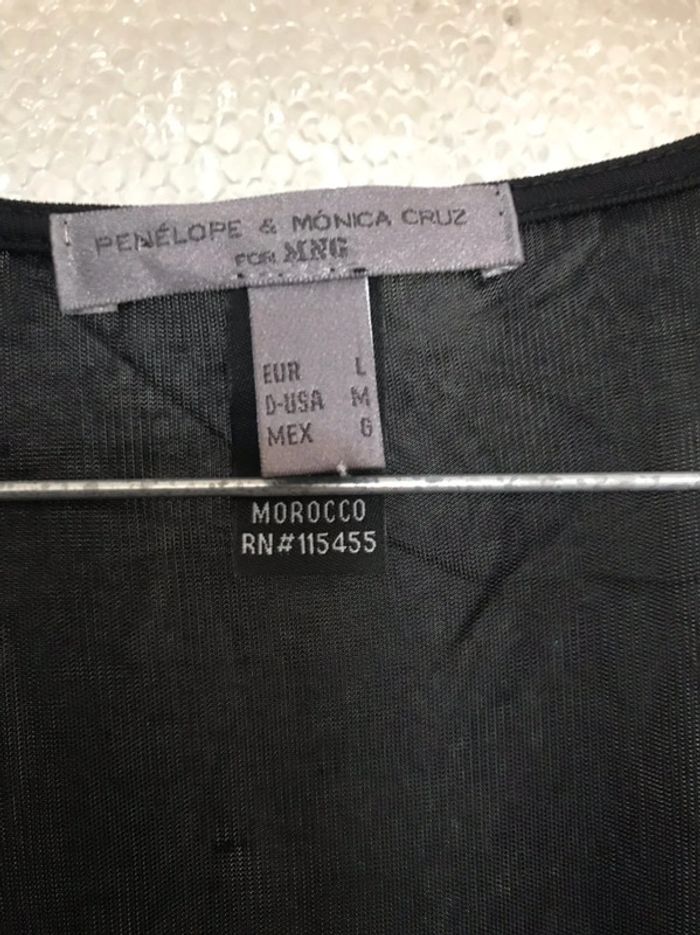 PENÉLOPE & MÓNICA CRUZ
FOR MNG
EUR L
D-USA M
MEX G
MOROCCO
RN#115455